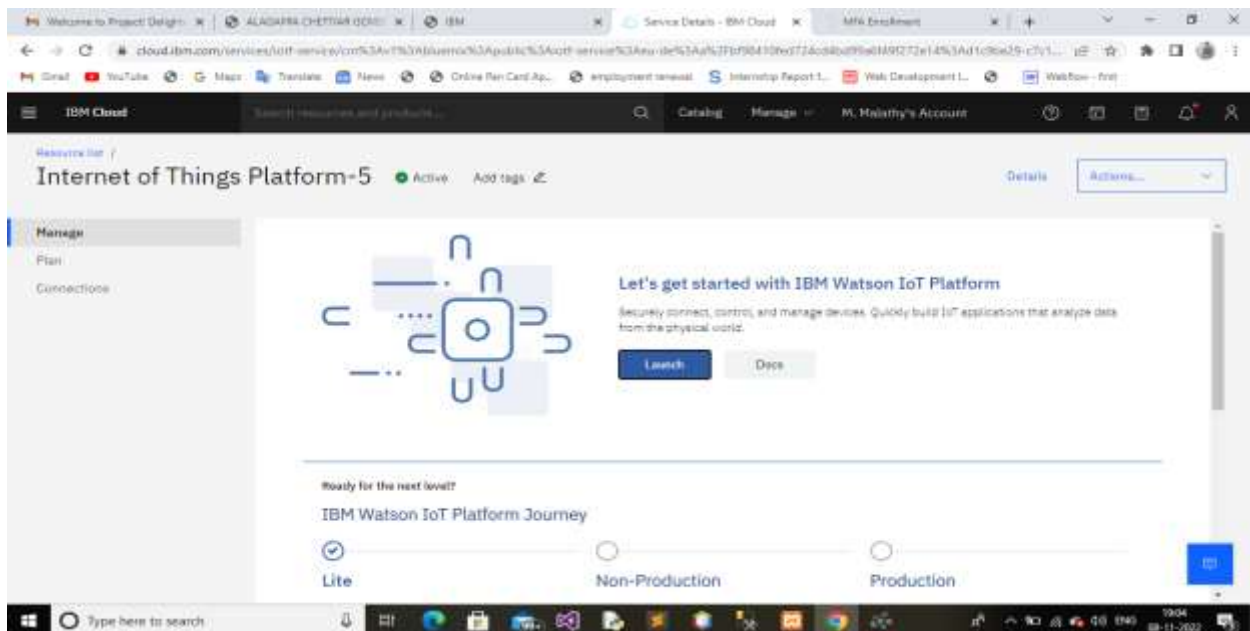 Welcome to Project! Delight
IBM
Service Details - IBM Cloud
MFA Enrollment
Gmail
YouTube
Maps
Translate
News
Online Pan Card Ap...
employment renewal
Internship Report
Web Development
Webflow -
IBM Cloud
Search resources and products...
Catalog
Manage
M. Malathy's Account
Resource list /
Internet of Things Platform-5
Active
Add tags
Details
Actions...
Manage
Plan
Connections
Let's get started with IBM Watson IoT Platform
Securely connect, control, and manage devices. Quickly build IoT applications that analyze data
from the physical world.
Launch
Docs
Ready for the next level?
IBM Watson IoT Platform Journey
Lite
Non-Production
Production
Type here to search
ENG
19:04